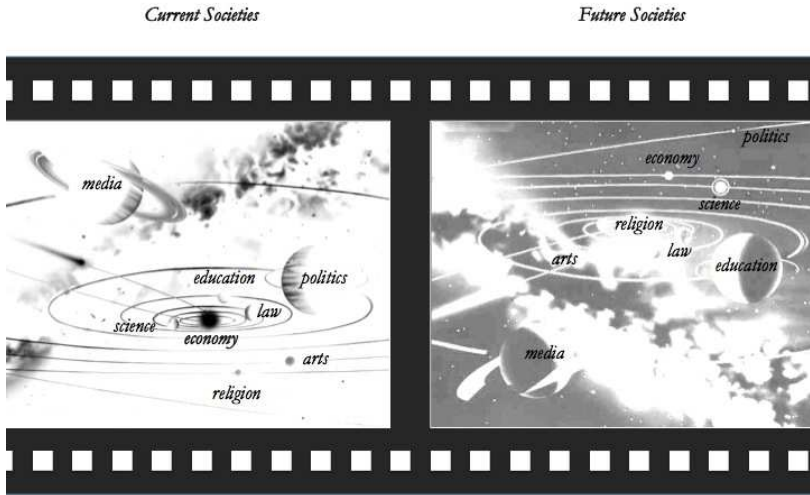 Current Societies
Future Societies
media
education
politics
science
law
economy
arts
religion
politics
economy
science
religion
law
arts
education
media